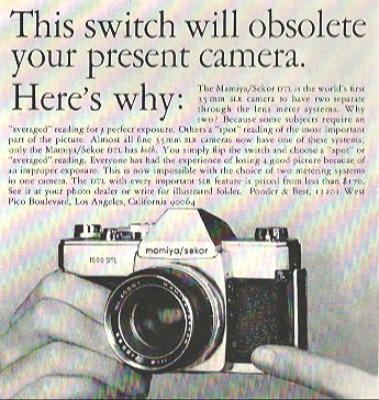 This switch will obsolete
your present camera.
Here's why:
The Mamiya/Sekor DTL is the world's first
35mm SLR camera to have two separate
through the lens meter systems. Why
two? Because some subjects require an
"averaged" reading for a perfect exposure. Others a "spot" reading of the most important
part of the picture. Almost all fine 35mm SLR cameras now have one of these systems;
only the Mamiya/Sekor DTL has both. You simply flip the switch and choose a "spot" or
"averaged" reading. Everyone has had the experience of losing a good picture because of
an improper exposure. This is now impossible with the choice of two metering systems
in one camera. The DTL with every important SLR feature is priced from less than $170.
See it at your photo dealer or write for illustrated folder. Ponder & Best, 11201 West
Pico Boulevard, Los Angeles, California 90064
mamiya/sekor
1000 DTL